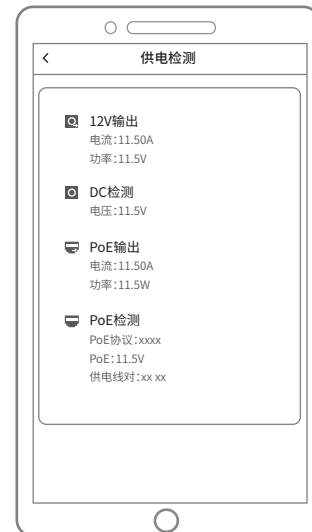 供电检测
12V输出
电流:11.50A
功率:11.5V
DC检测
电压:11.5V
PoE输出
电流:11.50A
功率:11.5W
PoE检测
PoE协议:xxxx
PoE:11.5V
供电线对:xx xx